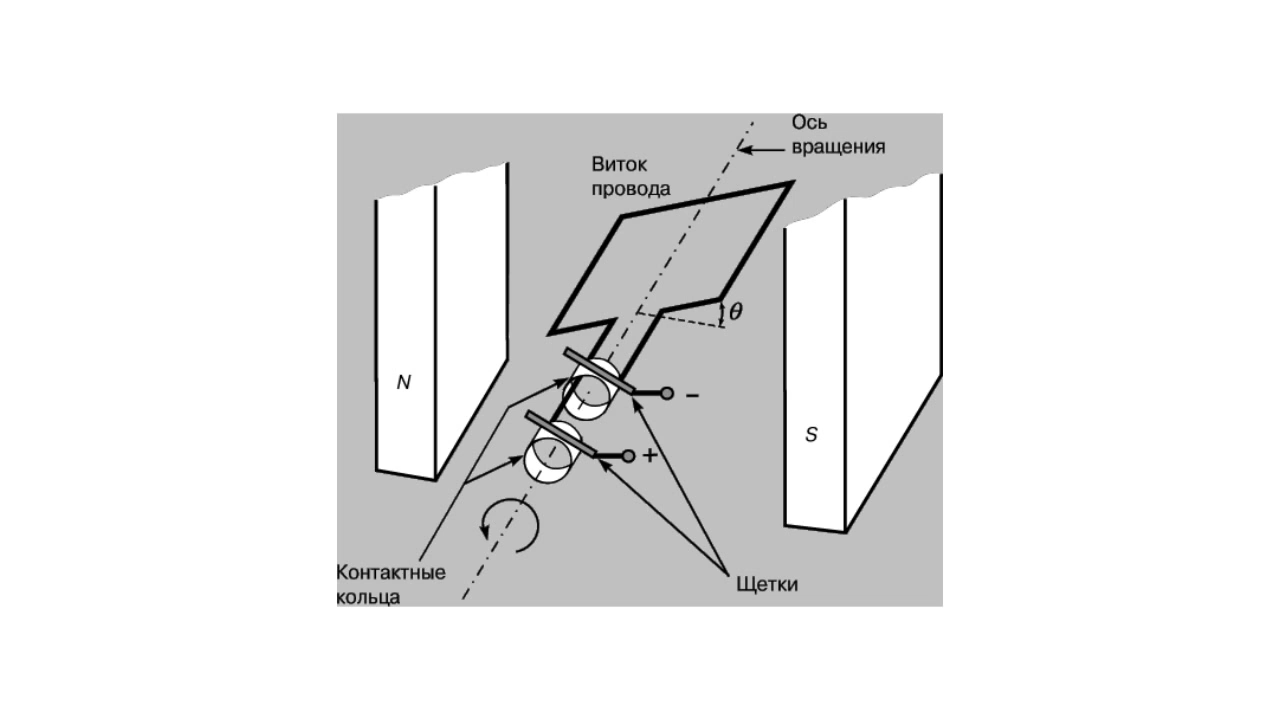 Ось
вращения
Виток
провода
θ
N
S
−
+
Контактные
кольца
Щетки